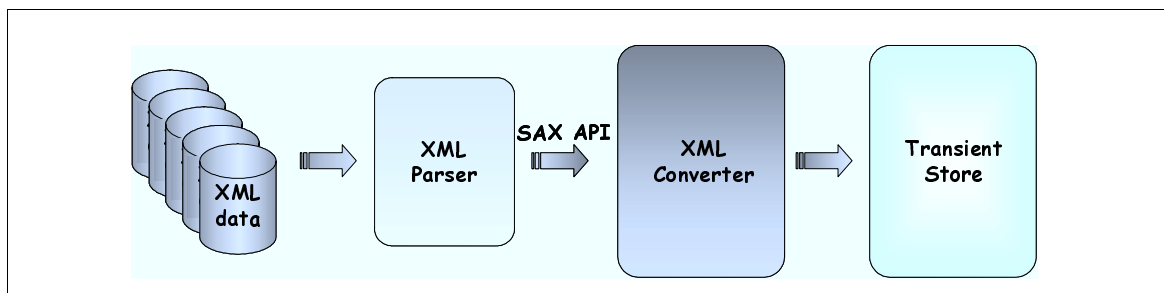 XML
data
XML
Parser
SAX API
XML
Converter
Transient
Store